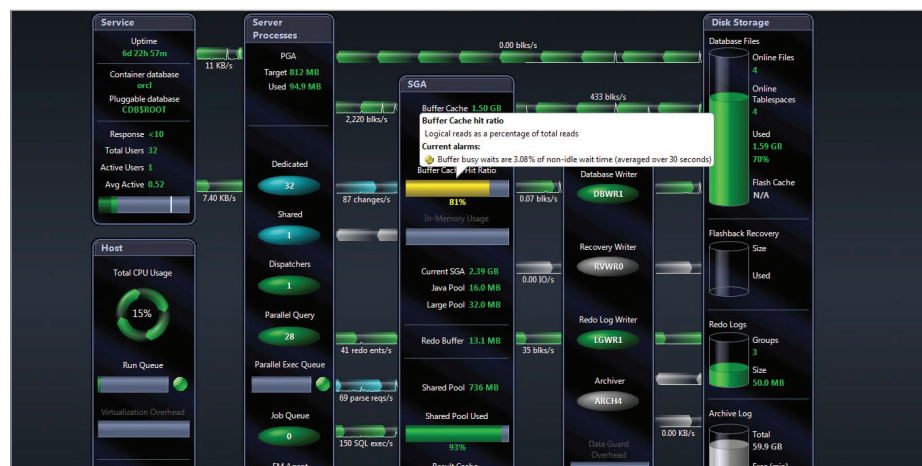 Service
Uptime
6d 22h 57m
Container database
orcl
Pluggable database
CDB$ROOT
Response <10
Total Users 32
Active Users 1
Avg Active 0.52
Host
Total CPU Usage
15%
Run Queue
Virtualization Overhead
11 KB/s
7.40 KB/s
Server
Processes
PGA
Target 812 MB
Used 94.9 MB
Dedicated
32
Shared
1
Dispatchers
1
Parallel Query
28
Parallel Exec Queue
Job Queue
0
0.00 blks/s
2,220 blks/s
87 changes/s
41 redo ents/s
69 parse reqs/s
150 SQL exec/s
SGA
Buffer Cache 1.50 GB
Buffer Cache hit ratio
Logical reads as a percentage of total reads
Current alarms:
Buffer busy waits are 3.08% of non-idle wait time (averaged over 30 seconds)
Buffer Cache Hit Ratio
81%
In-Memory Usage
Current SGA 2.39 GB
Java Pool 16.0 MB
Large Pool 32.0 MB
Redo Buffer 13.1 MB
Shared Pool 736 MB
Shared Pool Used
93%
433 blks/s
0.07 blks/s
0.00 IO/s
35 blks/s
Database Writer
DBWR1
Recovery Writer
RVWR0
Redo Log Writer
LGWR1
Archiver
ARCH4
Data Guard
Overhead
0.00 KB/s
Disk Storage
Database Files
Online Files
4
Online
Tablespaces
4
Used
1.59 GB
70%
Flash Cache
N/A
Flashback Recovery
Size
Used
Redo Logs
Groups
3
Size
50.0 MB
Archive Log
Total
59.9 GB